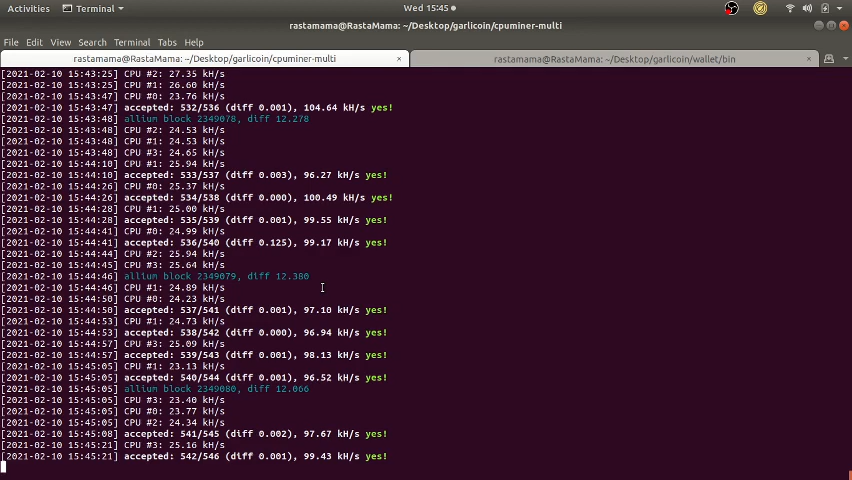 Activities Terminal Wed 15:45
rastamama@RastaMama: ~/Desktop/garlicoin/cpuminer-multi
File Edit View Search Terminal Tabs Help
rastamama@RastaMama: ~/Desktop/garlicoin/cpuminer-multi × rastamama@RastaMama: ~/Desktop/garlicoin/wallet/bin ×
[2021-02-10 15:43:25] CPU #2: 27.35 kH/s
[2021-02-10 15:43:25] CPU #1: 26.60 kH/s
[2021-02-10 15:43:47] CPU #0: 23.76 kH/s
[2021-02-10 15:43:47] accepted: 532/536 (diff 0.001), 104.64 kH/s yes!
[2021-02-10 15:43:48] allium block 2349078, diff 12.278
[2021-02-10 15:43:48] CPU #2: 24.53 kH/s
[2021-02-10 15:43:48] CPU #1: 24.53 kH/s
[2021-02-10 15:43:48] CPU #3: 24.65 kH/s
[2021-02-10 15:44:10] CPU #1: 25.94 kH/s
[2021-02-10 15:44:10] accepted: 533/537 (diff 0.003), 96.27 kH/s yes!
[2021-02-10 15:44:26] CPU #0: 25.37 kH/s
[2021-02-10 15:44:26] accepted: 534/538 (diff 0.000), 100.49 kH/s yes!
[2021-02-10 15:44:28] CPU #1: 25.00 kH/s
[2021-02-10 15:44:28] accepted: 535/539 (diff 0.001), 99.55 kH/s yes!
[2021-02-10 15:44:41] CPU #0: 24.99 kH/s
[2021-02-10 15:44:41] accepted: 536/540 (diff 0.125), 99.17 kH/s yes!
[2021-02-10 15:44:44] CPU #2: 25.94 kH/s
[2021-02-10 15:44:45] CPU #3: 25.64 kH/s
[2021-02-10 15:44:46] allium block 2349079, diff 12.380
[2021-02-10 15:44:46] CPU #1: 24.89 kH/s
[2021-02-10 15:44:50] CPU #0: 24.23 kH/s
[2021-02-10 15:44:50] accepted: 537/541 (diff 0.001), 97.10 kH/s yes!
[2021-02-10 15:44:53] CPU #1: 24.73 kH/s
[2021-02-10 15:44:53] accepted: 538/542 (diff 0.000), 96.94 kH/s yes!
[2021-02-10 15:44:57] CPU #3: 25.09 kH/s
[2021-02-10 15:44:57] accepted: 539/543 (diff 0.001), 98.13 kH/s yes!
[2021-02-10 15:45:05] CPU #1: 23.13 kH/s
[2021-02-10 15:45:05] accepted: 540/544 (diff 0.001), 96.52 kH/s yes!
[2021-02-10 15:45:05] allium block 2349080, diff 12.066
[2021-02-10 15:45:05] CPU #3: 23.40 kH/s
[2021-02-10 15:45:05] CPU #0: 23.77 kH/s
[2021-02-10 15:45:05] CPU #2: 24.34 kH/s
[2021-02-10 15:45:08] accepted: 541/545 (diff 0.002), 97.67 kH/s yes!
[2021-02-10 15:45:21] CPU #3: 25.16 kH/s
[2021-02-10 15:45:21] accepted: 542/546 (diff 0.001), 99.43 kH/s yes!